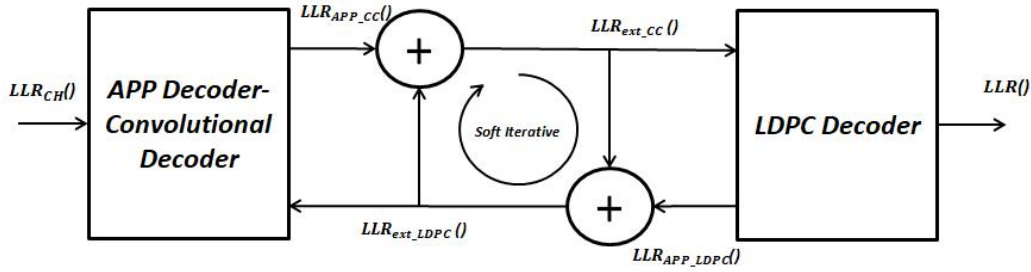 LLR_APP_CC()
LLR_ext_CC()
LLR_CH()
APP Decoder-
Convolutional
Decoder
+
Soft Iterative
LDPC Decoder
LLR()
+
LLR_ext_LDPC()
LLR_APP_LDPC()